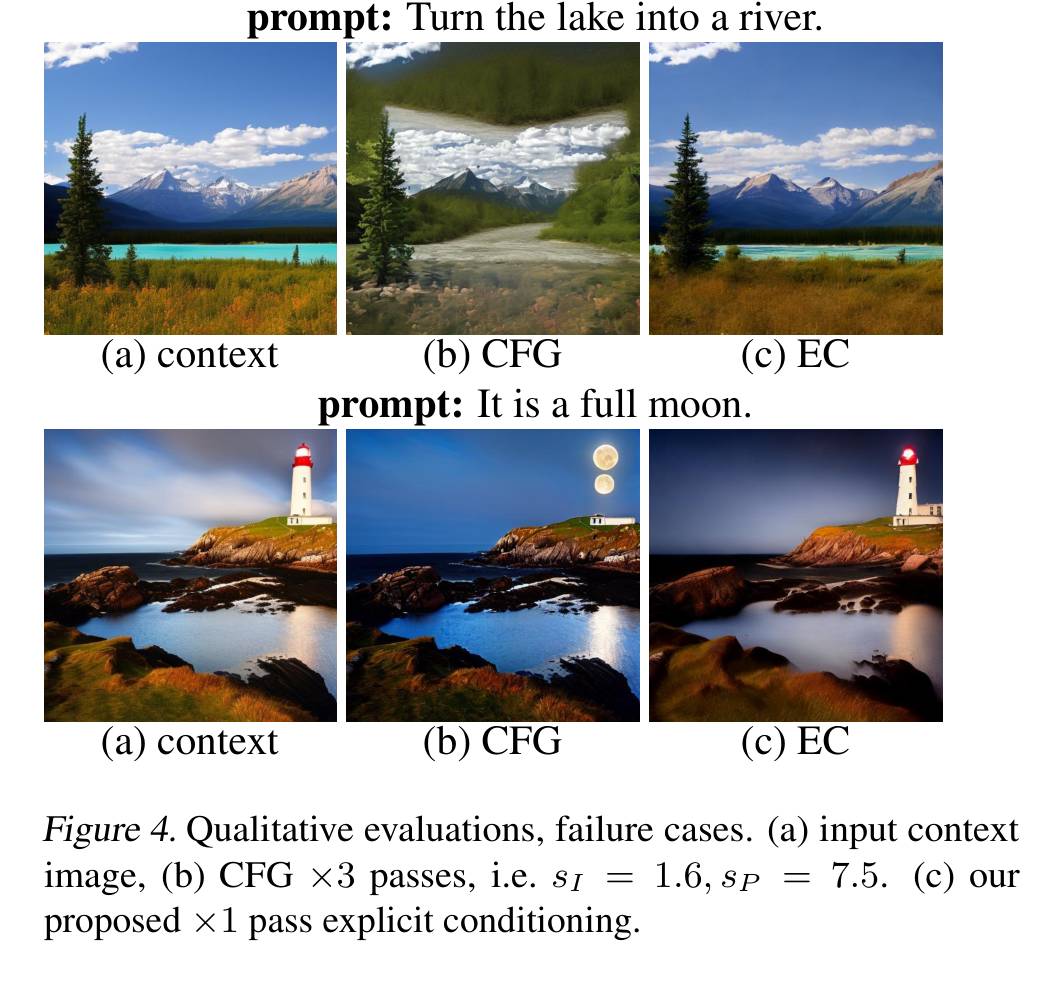 prompt: Turn the lake into a river.
(a) context (b) CFG (c) EC
prompt: It is a full moon.
(a) context (b) CFG (c) EC
Figure 4. Qualitative evaluations, failure cases. (a) input context
image, (b) CFG ×3 passes, i.e. s_I = 1.6, s_P = 7.5. (c) our
proposed ×1 pass explicit conditioning.